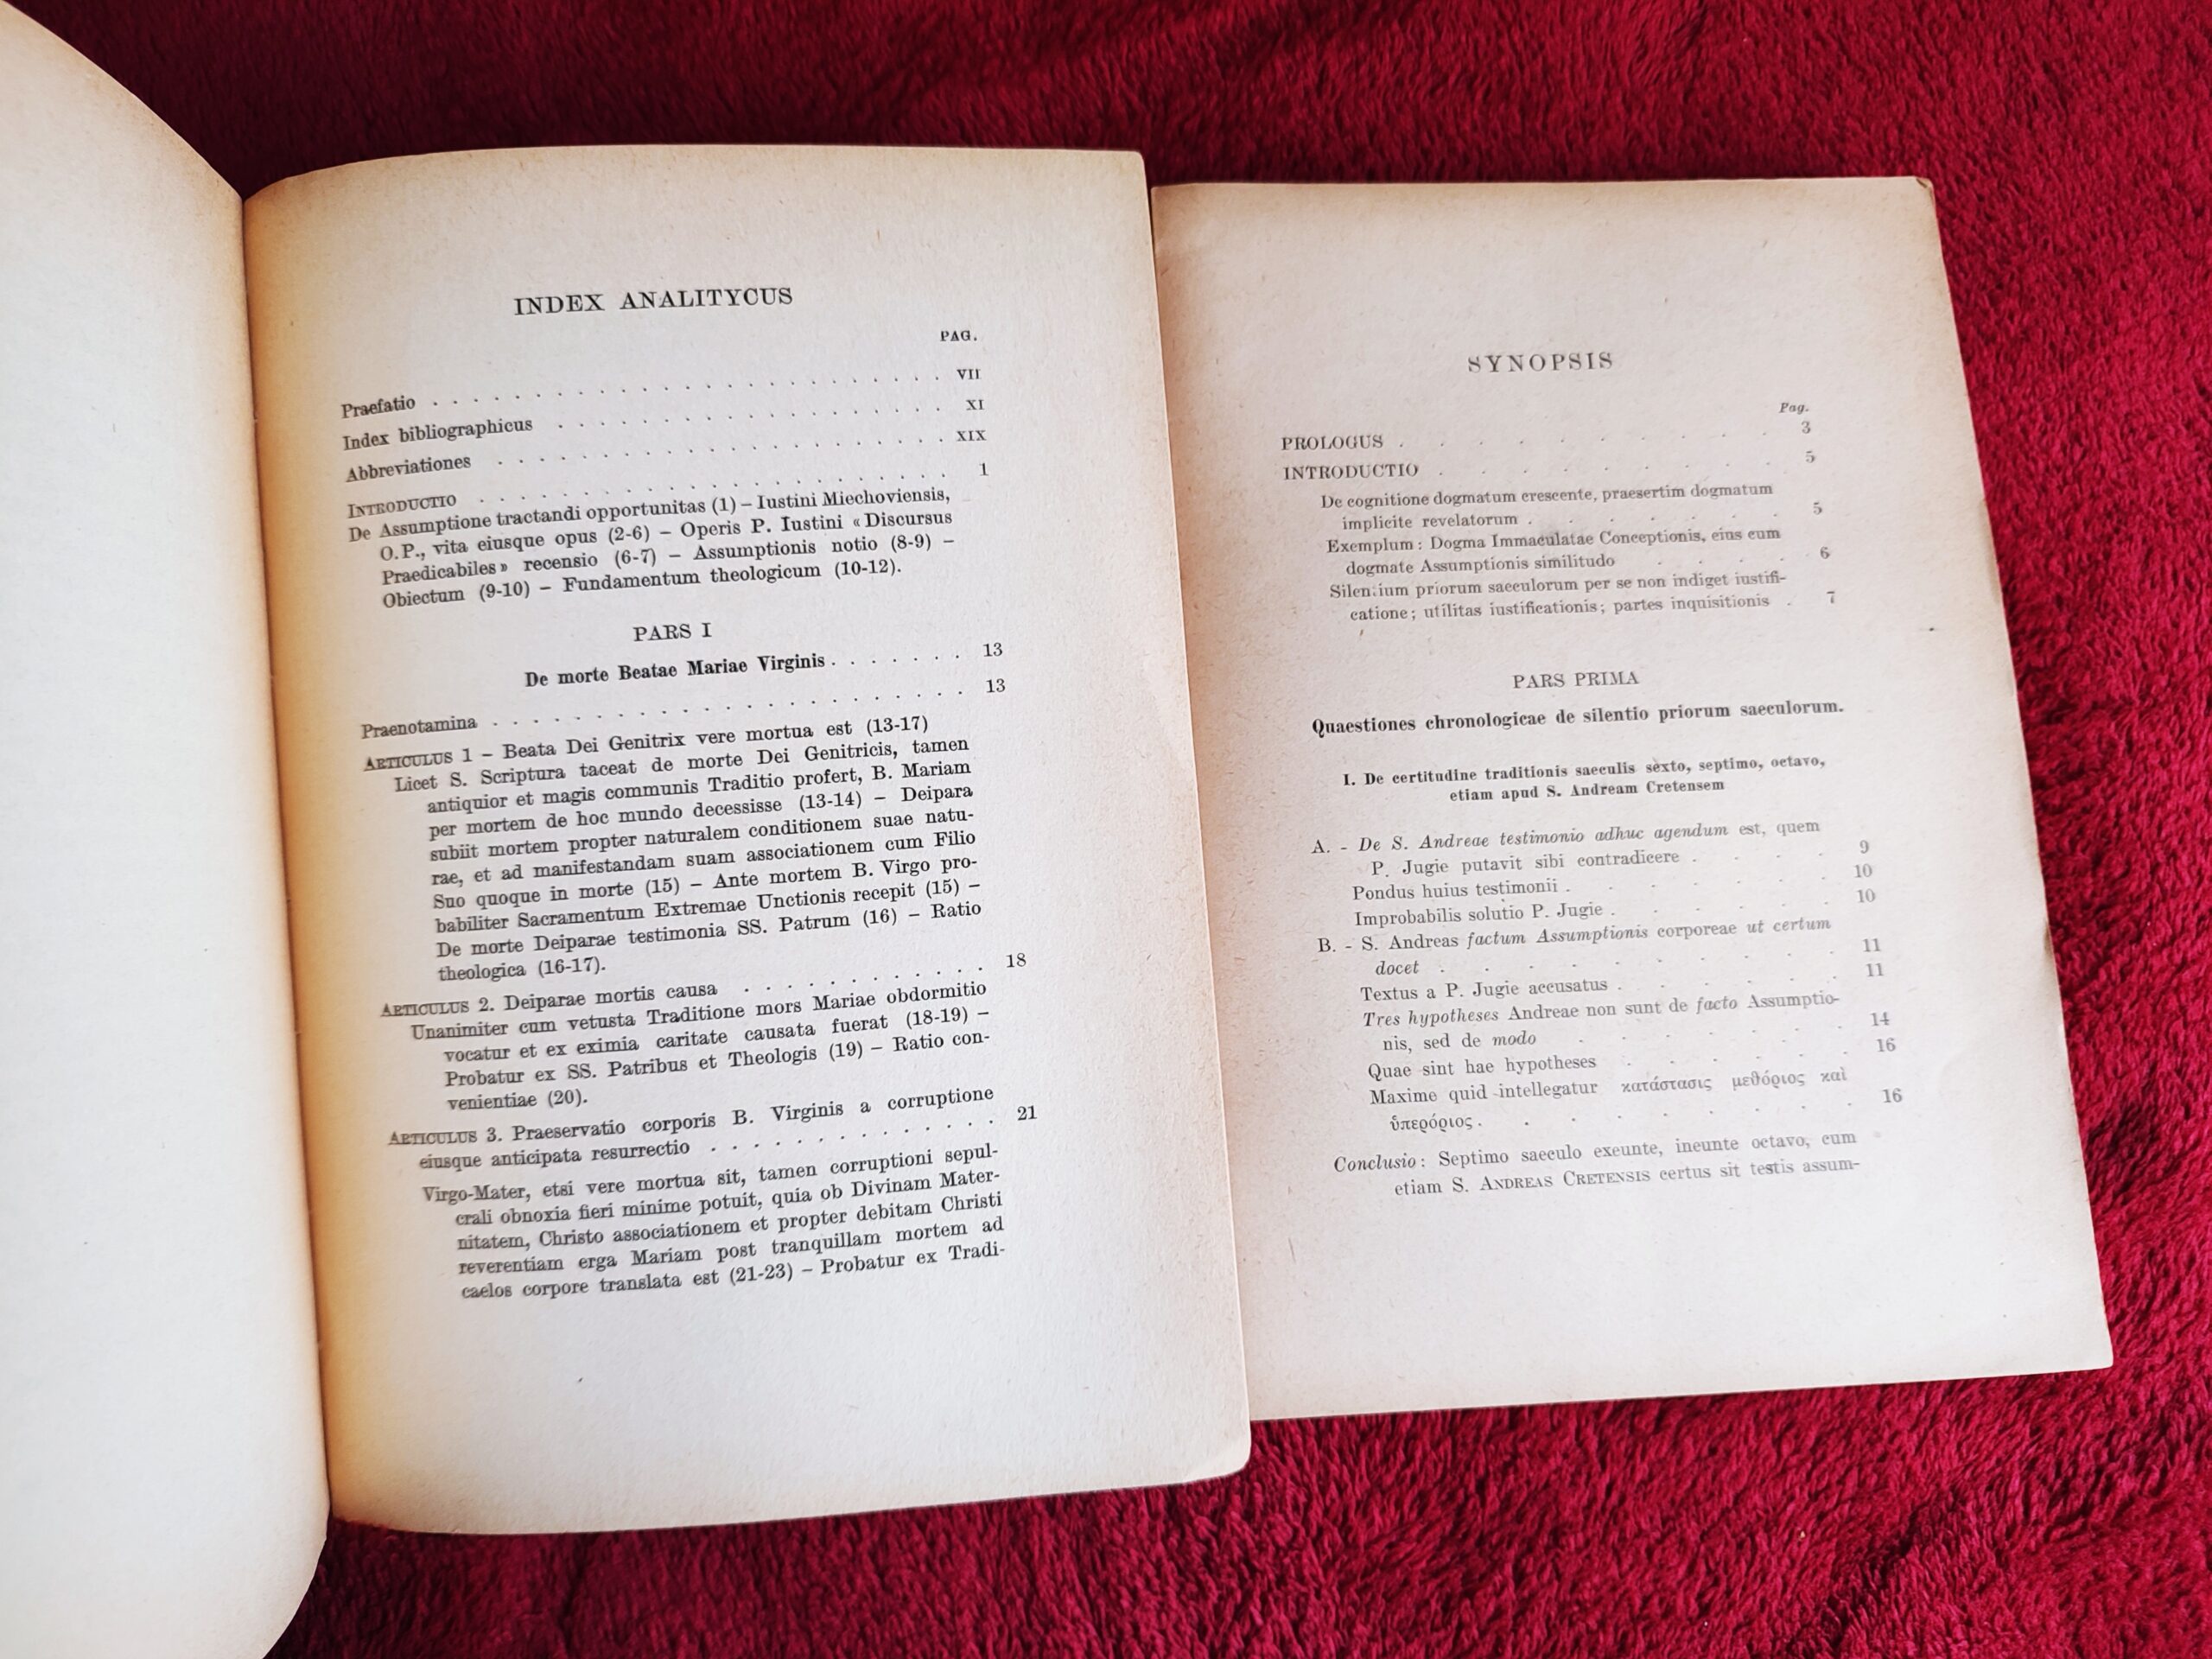 INDEX ANALITYCUS
PAG.
Praefatio . . . . . . . . . . . . . . . . . . . . VII
Index bibliographicus . . . . . . . . . . . . . . . XI
Abbreviationes . . . . . . . . . . . . . . . . . . XIX
INTRODUCTIO . . . . . . . . . . . . . . . . . . . 1
De Assumptione tractandi opportunitas (1) – Iustini Miechoviensis,
O.P., vita eiusque opus (2-6) – Operis P. Iustini « Discursus
Praedicabiles » recensio (6-7) – Assumptionis notio (8-9) –
Obiectum (9-10) – Fundamentum theologicum (10-12).
PARS I
De morte Beatae Mariae Virginis . . . . . . . 13
Praenotamina . . . . . . . . . . . . . . . . . . . 13
ARTICULUS 1 – Beata Dei Genitrix vere mortua est (13-17)
Licet S. Scriptura taceat de morte Dei Genitricis, tamen
antiquior et magis communis Traditio profert, B. Mariam
per mortem de hoc mundo decessisse (13-14) – Deipara
subiit mortem propter naturalem conditionem suae natu-
rae, et ad manifestandam suam associationem cum Filio
Suo quoque in morte (15) – Ante mortem B. Virgo pro-
babiliter Sacramentum Extremae Unctionis recepit (15) –
De morte Deiparae testimonia SS. Patrum (16) – Ratio
theologica (16-17).
ARTICULUS 2. Deiparae mortis causa . . . . . . . . . . . 18
Unanimiter cum vetusta Traditione mors Mariae obdormitio
vocatur et ex eximia caritate causata fuerat (18-19) –
Probatur ex SS. Patribus et Theologis (19) – Ratio con-
venientiae (20).
ARTICULUS 3. Praeservatio corporis B. Virginis a corruptione
eiusque anticipata resurrectio . . . . . . . . . . . . . 21
Virgo-Mater, etsi vere mortua sit, tamen corruptioni sepul-
crali obnoxia fieri minime potuit, quia ob Divinam Mater-
nitatem, Christo associationem et propter debitam Christi
reverentiam erga Mariam post tranquillam mortem ad
caelos corpore translata est (21-23) – Probatur ex Tradi-
SYNOPSIS
Pag.
PROLOGUS . . . . . . . . . . 3
INTRODUCTIO . . . . . . . . . 5
De cognitione dogmatum crescente, praesertim dogmatum
implicite revelatorum . . . . . . . 5
Exemplum : Dogma Immaculatae Conceptionis, eius cum
dogmate Assumptionis similitudo . . . . 6
Silentium priorum saeculorum per se non indiget iustifi-
catione ; utilitas iustificationis ; partes inquisitionis . 7
PARS PRIMA
Quaestiones chronologicae de silentio priorum saeculorum.
I. De certitudine traditionis saeculis sexto, septimo, octavo,
etiam apud S. Andream Cretensem
A. - De S. Andreae testimonio adhuc agendum est, quem
P. Jugie putavit sibi contradicere . . . . 9
Pondus huius testimonii . . . . . . . 10
Improbabilis solutio P. Jugie . . . . . . 10
B. - S. Andreas factum Assumptionis corporeae ut certum
docet . . . . . . . . . . 11
Textus a P. Jugie accusatus . . . . . . 11
Tres hypotheses Andreae non sunt de facto Assumptio-
nis, sed de modo . . . . . . . 14
Quae sint hae hypotheses . . . . . . 16
Maxime quid intellegatur κατάστασις μεθόριος καὶ
ὑπερόριος . . . . . . . . . 16
Conclusio : Septimo saeculo exeunte, ineunte octavo, cum
etiam S. ANDREAS CRETENSIS certus sit testis assum-